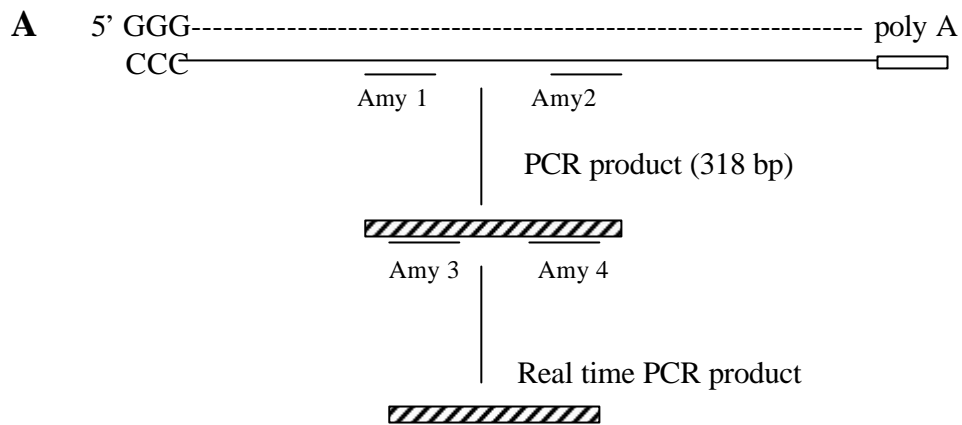 A 5’ GGG poly A
CCC
Amy 1 Amy2
PCR product (318 bp)
Amy 3 Amy 4
Real time PCR product